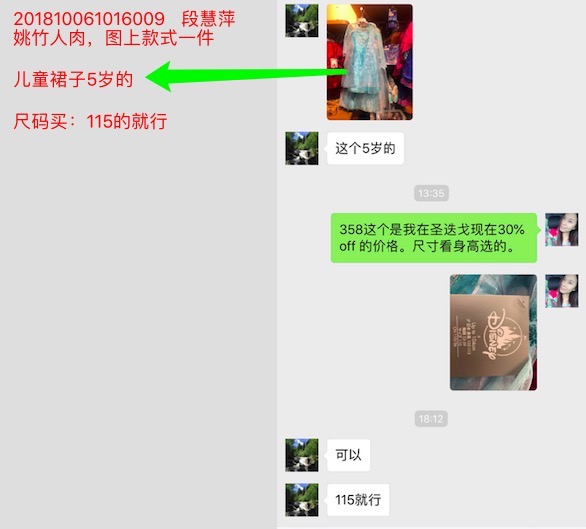 201810061016009 段慧萍
姚竹人肉，图上款式一件
儿童裙子5岁的
尺码买：115的就行
这个5岁的
13:35
358这个是我在圣迭戈现在30%
off 的价格。尺寸看身高选的。
Disney
18:12
可以
115就行